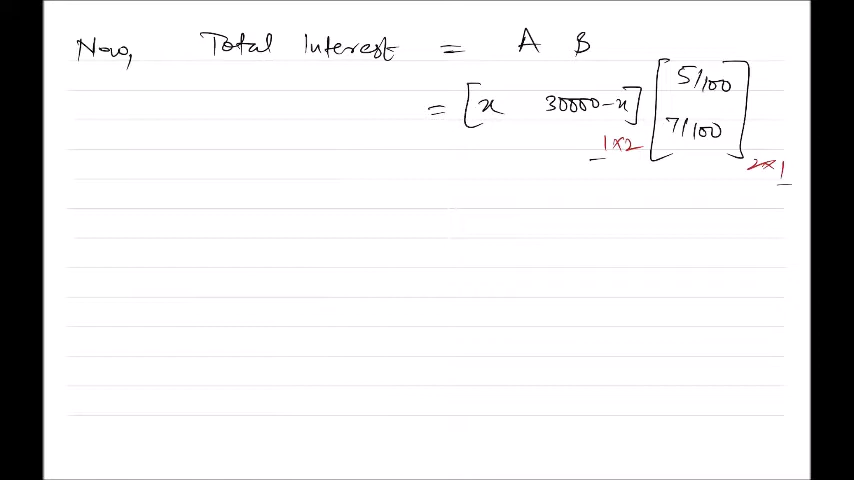 Now, Total Interest = A B
= [x 30000-x] [5/100
7/100]
1×2 2×1